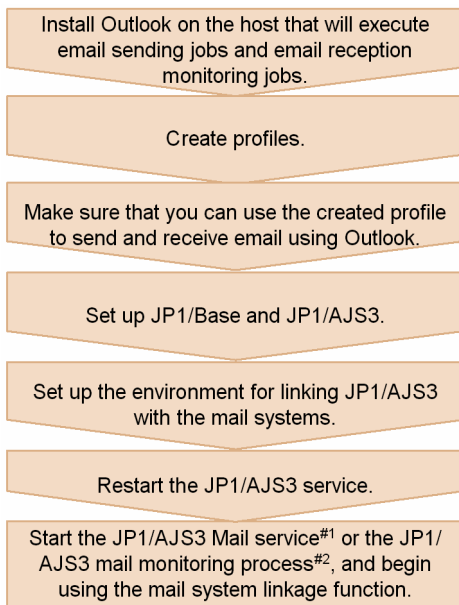 Install Outlook on the host that will execute
email sending jobs and email reception
monitoring jobs.
Create profiles.
Make sure that you can use the created profile
to send and receive email using Outlook.
Set up JP1/Base and JP1/AJS3.
Set up the environment for linking JP1/AJS3
with the mail systems.
Restart the JP1/AJS3 service.
Start the JP1/AJS3 Mail service#1 or the JP1/
AJS3 mail monitoring process#2, and begin
using the mail system linkage function.